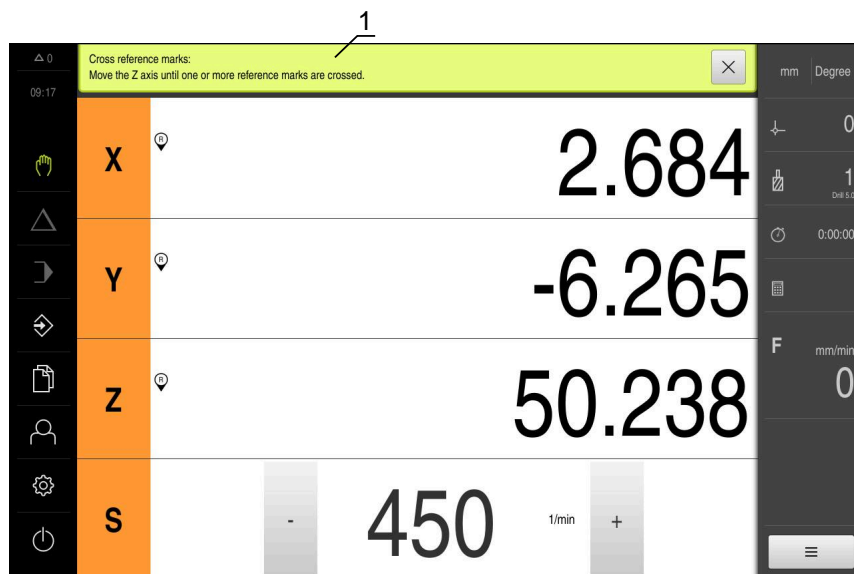 1
0
09:17
Cross reference marks:
Move the Z axis until one or more reference marks are crossed.
mm Degree
X R 2.684
0
1
Drill 5.0
Y R -6.265
0:00:00
Z R 50.238
F mm/min
0
S - 450 1/min +